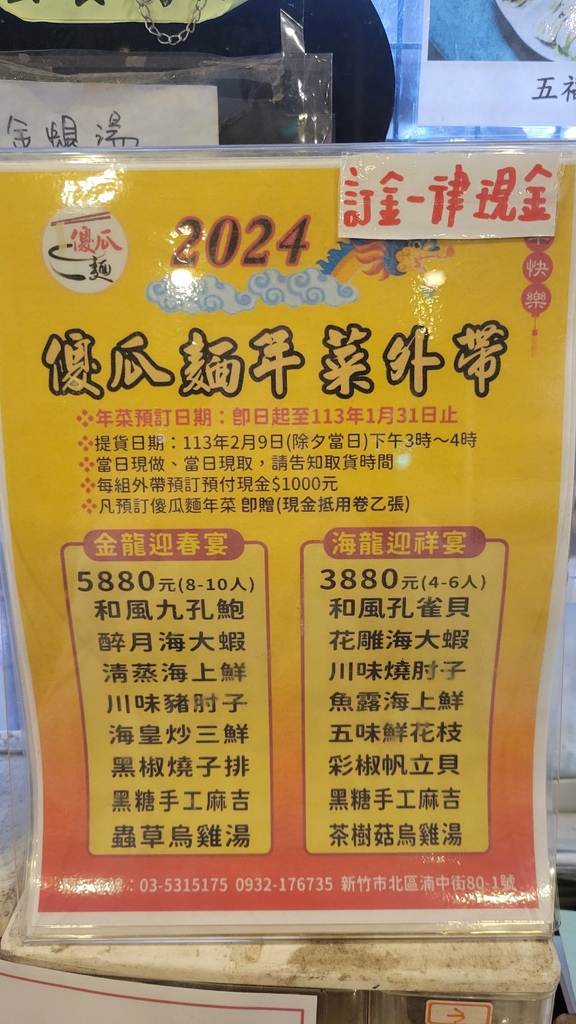 金腿湯
五福
訂金一律現金
傻瓜
麵
2024
快樂
傻瓜麵年菜外帶
❖年菜預訂日期：即日起至113年1月31日止
❖提貨日期：113年2月9日(除夕當日)下午3時～4時
❖當日現做、當日現取，請告知取貨時間
❖每組外帶預訂預付現金$1000元
❖凡預訂傻瓜麵年菜 即贈(現金抵用卷乙張)
金龍迎春宴
5880元(8-10人)
和風九孔鮑
醉月海大蝦
清蒸海上鮮
川味豬肘子
海皇炒三鮮
黑椒燒子排
黑糖手工麻吉
蟲草烏雞湯
海龍迎祥宴
3880元(4-6人)
和風孔雀貝
花雕海大蝦
川味燒肘子
魚露海上鮮
五味鮮花枝
彩椒帆立貝
黑糖手工麻吉
茶樹菇烏雞湯
：03-5315175 0932-176735 新竹市北區湳中街80-1號